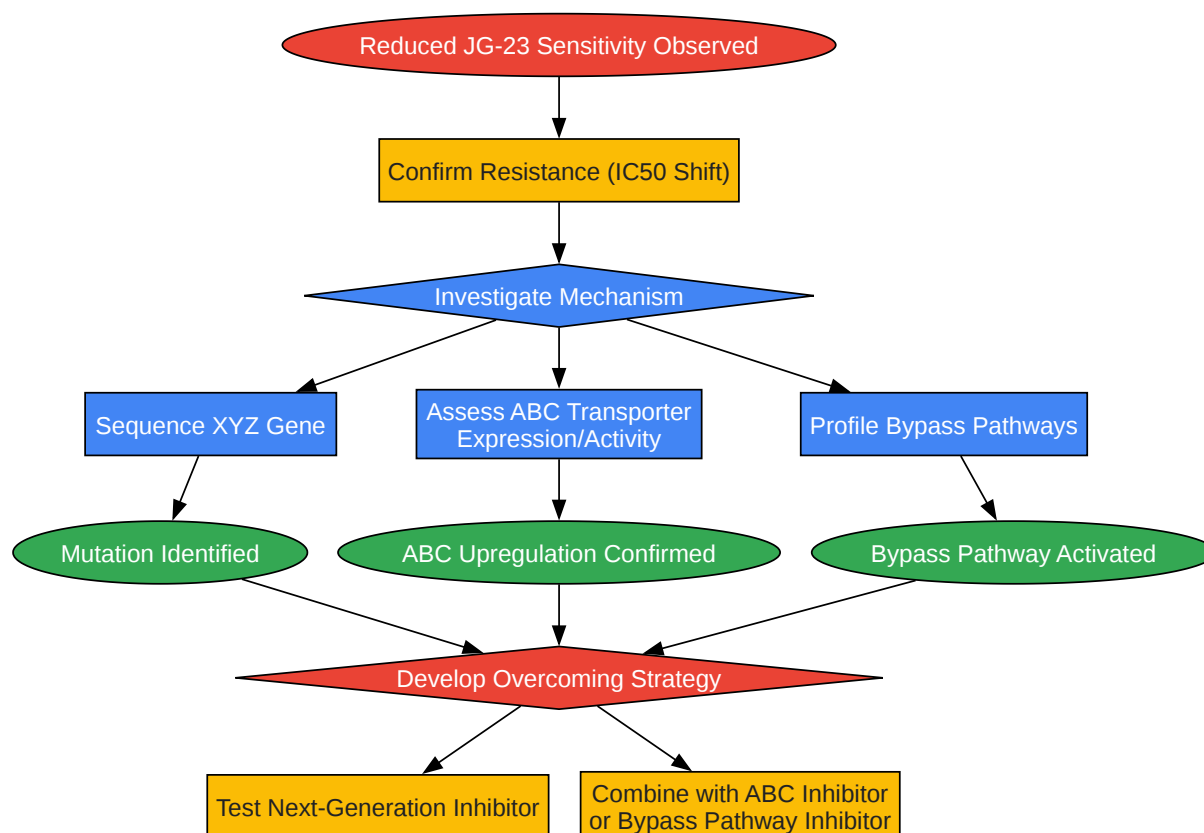 Reduced JG-23 Sensitivity Observed
Confirm Resistance (IC50 Shift)
Investigate Mechanism
Sequence XYZ Gene
Assess ABC Transporter
Expression/Activity
Profile Bypass Pathways
Mutation Identified
ABC Upregulation Confirmed
Bypass Pathway Activated
Develop Overcoming Strategy
Test Next-Generation Inhibitor
Combine with ABC Inhibitor
or Bypass Pathway Inhibitor